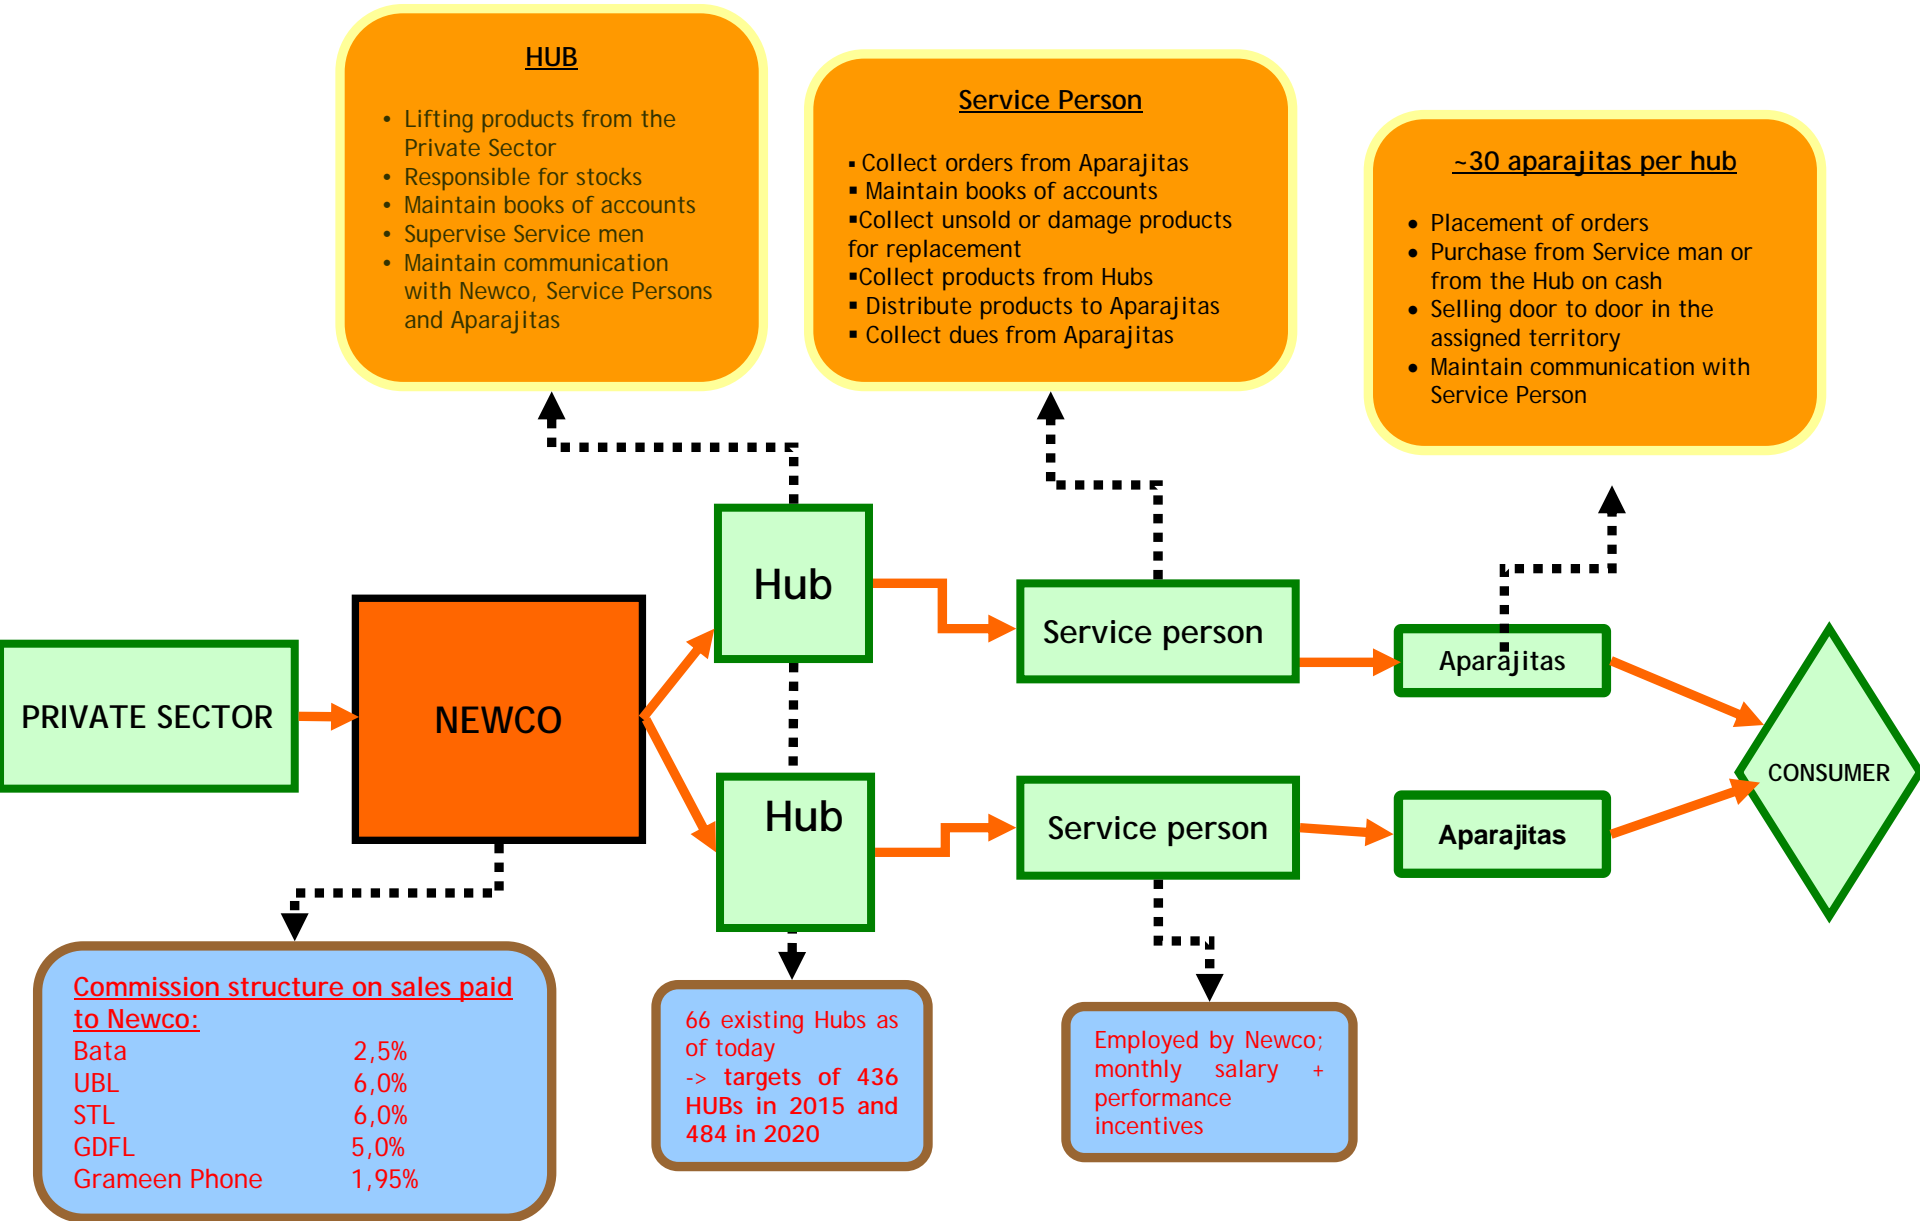 HUB
• Lifting products from the
Private Sector
• Responsible for stocks
• Maintain books of accounts
• Supervise Service men
• Maintain communication
with Newco, Service Persons
and Aparajitas
Service Person
▪ Collect orders from Aparajitas
▪ Maintain books of accounts
▪Collect unsold or damage products
for replacement
▪Collect products from Hubs
▪ Distribute products to Aparajitas
▪ Collect dues from Aparajitas
~30 aparajitas per hub
• Placement of orders
• Purchase from Service man or
from the Hub on cash
• Selling door to door in the
assigned territory
• Maintain communication with
Service Person
PRIVATE SECTOR
NEWCO
Hub
Service person
Aparajitas
Hub
Service person
Aparajitas
CONSUMER
Commission structure on sales paid
to Newco:
Bata 2,5%
UBL 6,0%
STL 6,0%
GDFL 5,0%
Grameen Phone 1,95%
66 existing Hubs as
of today
-> targets of 436
HUBs in 2015 and
484 in 2020
Employed by Newco;
monthly salary +
performance
incentives